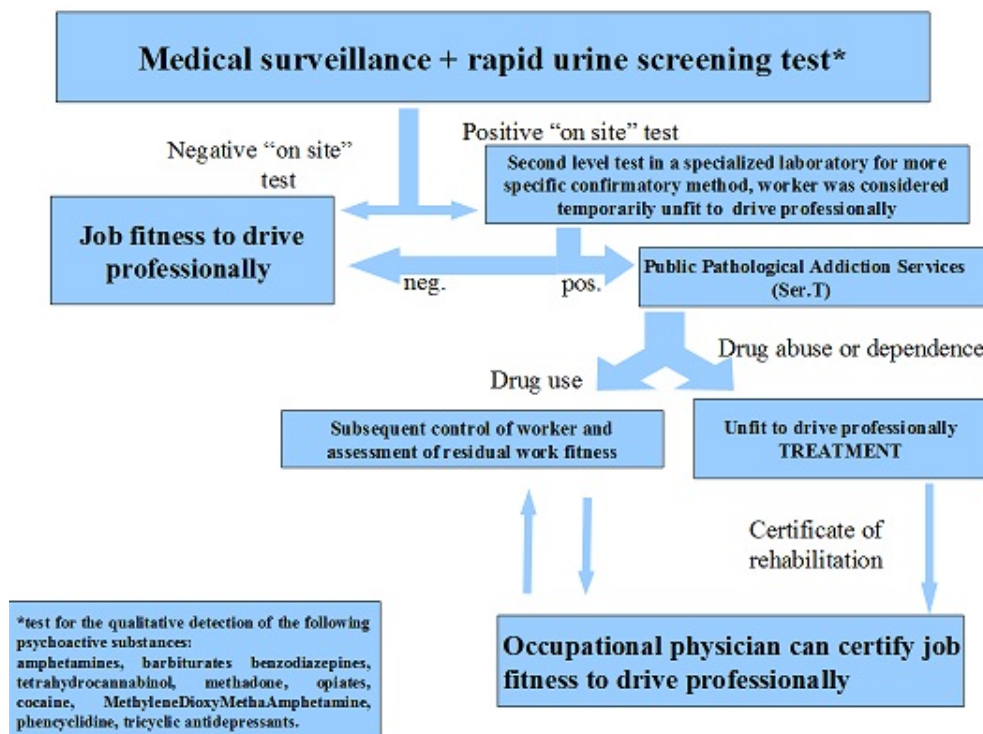 Medical surveillance + rapid urine screening test*
Negative “on site”
test
Positive “on site” test
Second level test in a specialized laboratory for more
specific confirmatory method, worker was considered
temporarily unfit to drive professionally
Job fitness to drive
professionally
neg.
pos.
Public Pathological Addiction Services
(Ser.T)
Drug use
Drug abuse or dependence
Subsequent control of worker and
assessment of residual work fitness
Unfit to drive professionally
TREATMENT
Certificate of
rehabilitation
*test for the qualitative detection of the following
psychoactive substances:
amphetamines, barbiturates benzodiazepines,
tetrahydrocannabinol, methadone, opiates,
cocaine, MethyleneDioxyMethaAmphetamine,
phencyclidine, tricyclic antidepressants.
Occupational physician can certify job
fitness to drive professionally